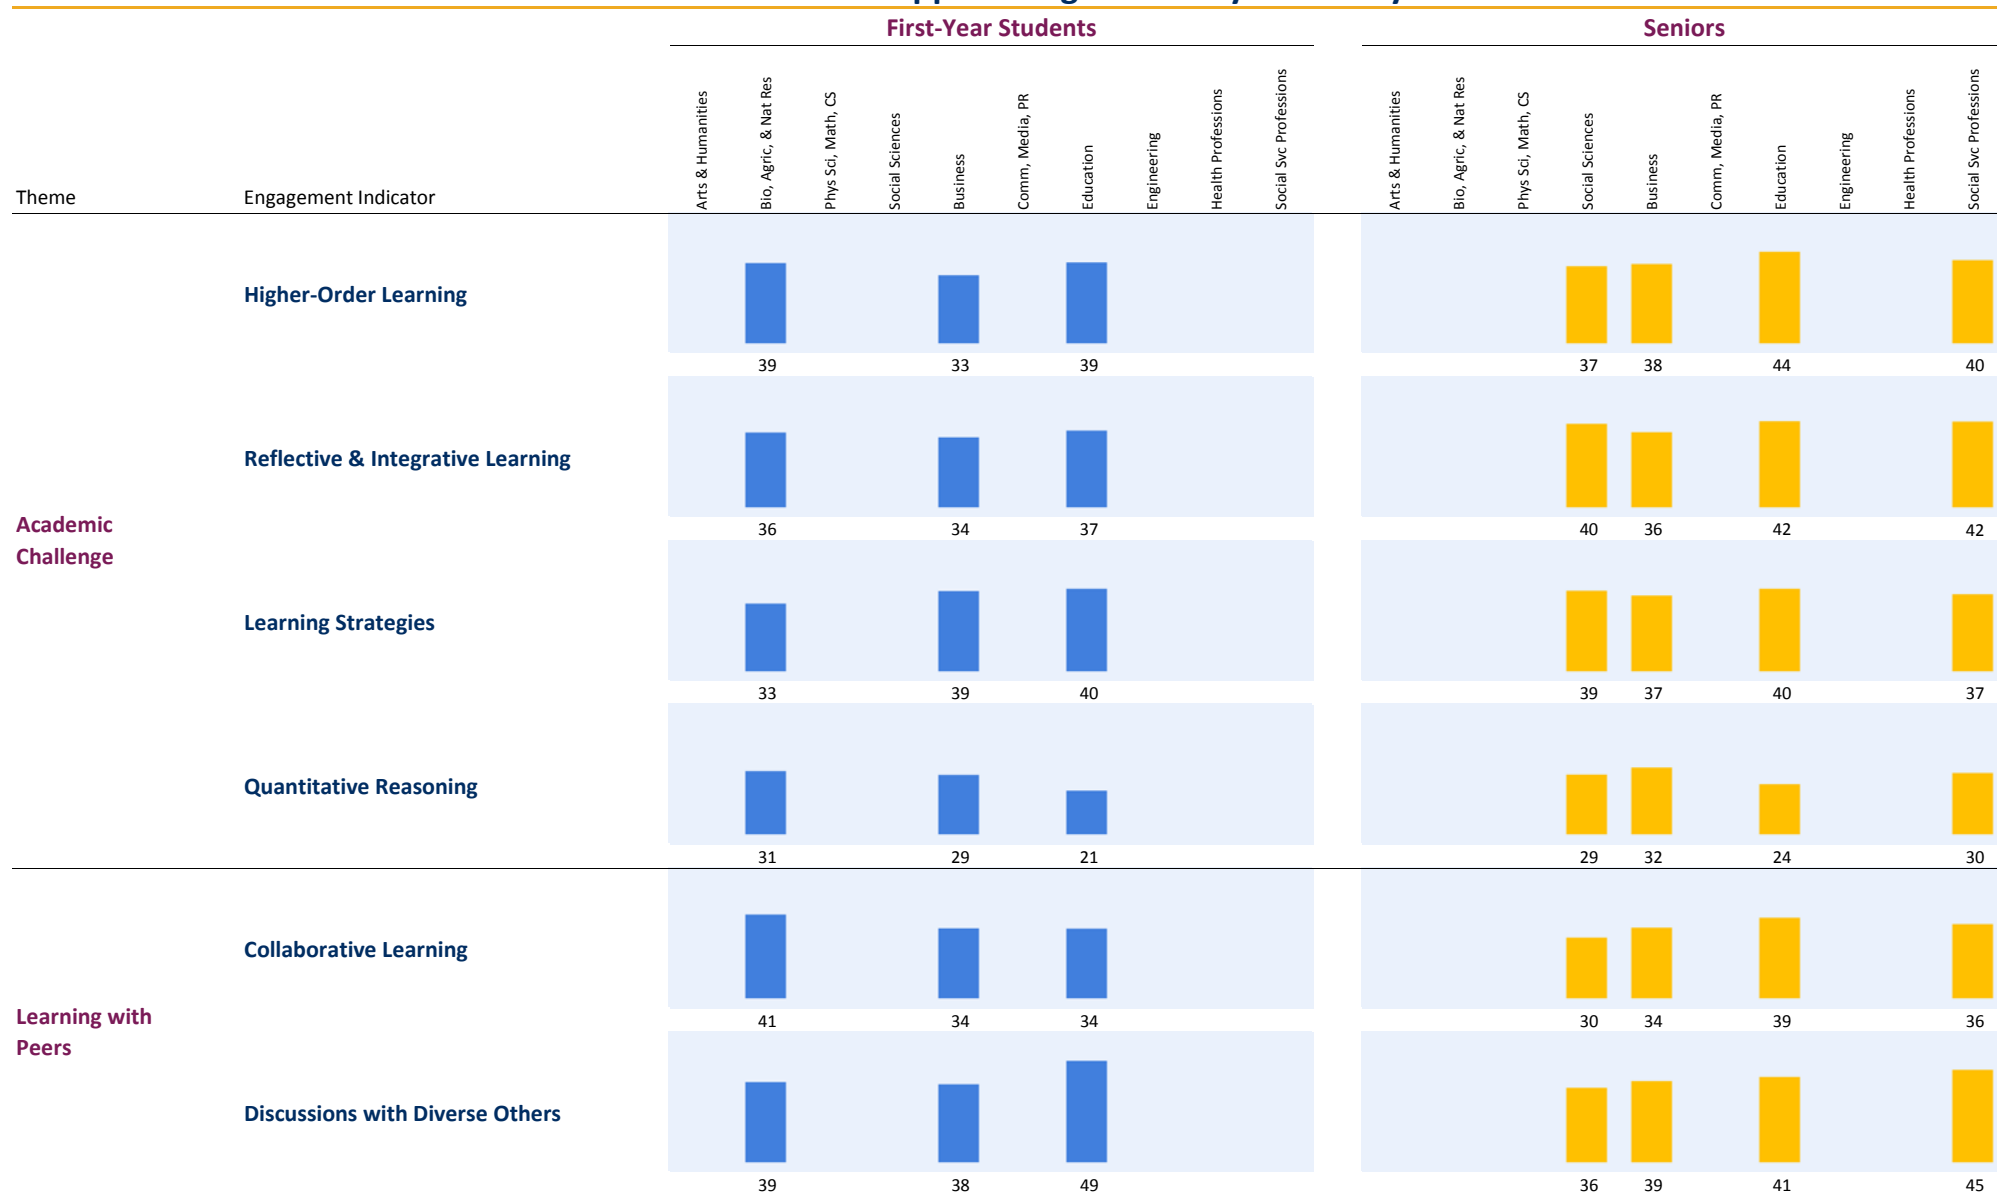 First-Year Students Seniors
Arts & Humanities
Bio, Agric, & Nat Res
Phys Sci, Math, CS
Social Sciences
Business
Comm, Media, PR
Education
Engineering
Health Professions
Social Svc Professions
Arts & Humanities
Bio, Agric, & Nat Res
Phys Sci, Math, CS
Social Sciences
Business
Comm, Media, PR
Education
Engineering
Health Professions
Social Svc Professions
Theme Engagement Indicator
Academic
Challenge
Higher-Order Learning
39 33 39 37 38 44 40
Reflective & Integrative Learning
36 34 37 40 36 42 42
Learning Strategies
33 39 40 39 37 40 37
Quantitative Reasoning
31 29 21 29 32 24 30
Learning with
Peers
Collaborative Learning
41 34 34 30 34 39 36
Discussions with Diverse Others
39 38 49 36 39 41 45